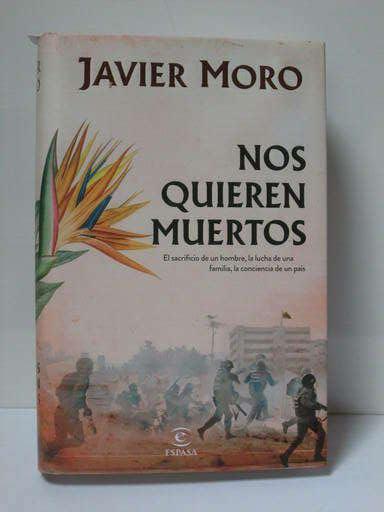 JAVIER MORO
NOS
QUIEREN
MUERTOS
El sacrificio de un hombre, la lucha de una
familia, la conciencia de un país
e
ESPASA